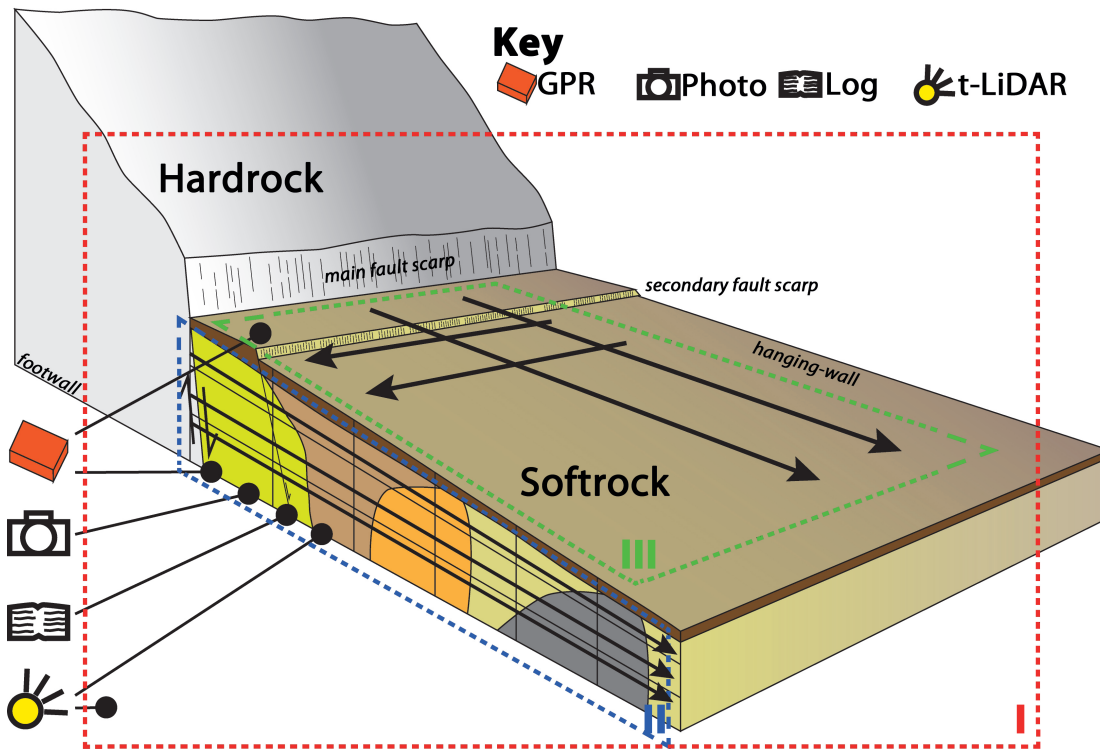 Key
GPR
Photo
Log
t-LiDAR
Hardrock
main fault scarp
secondary fault scarp
hanging-wall
footwall
Softrock
III
II
I